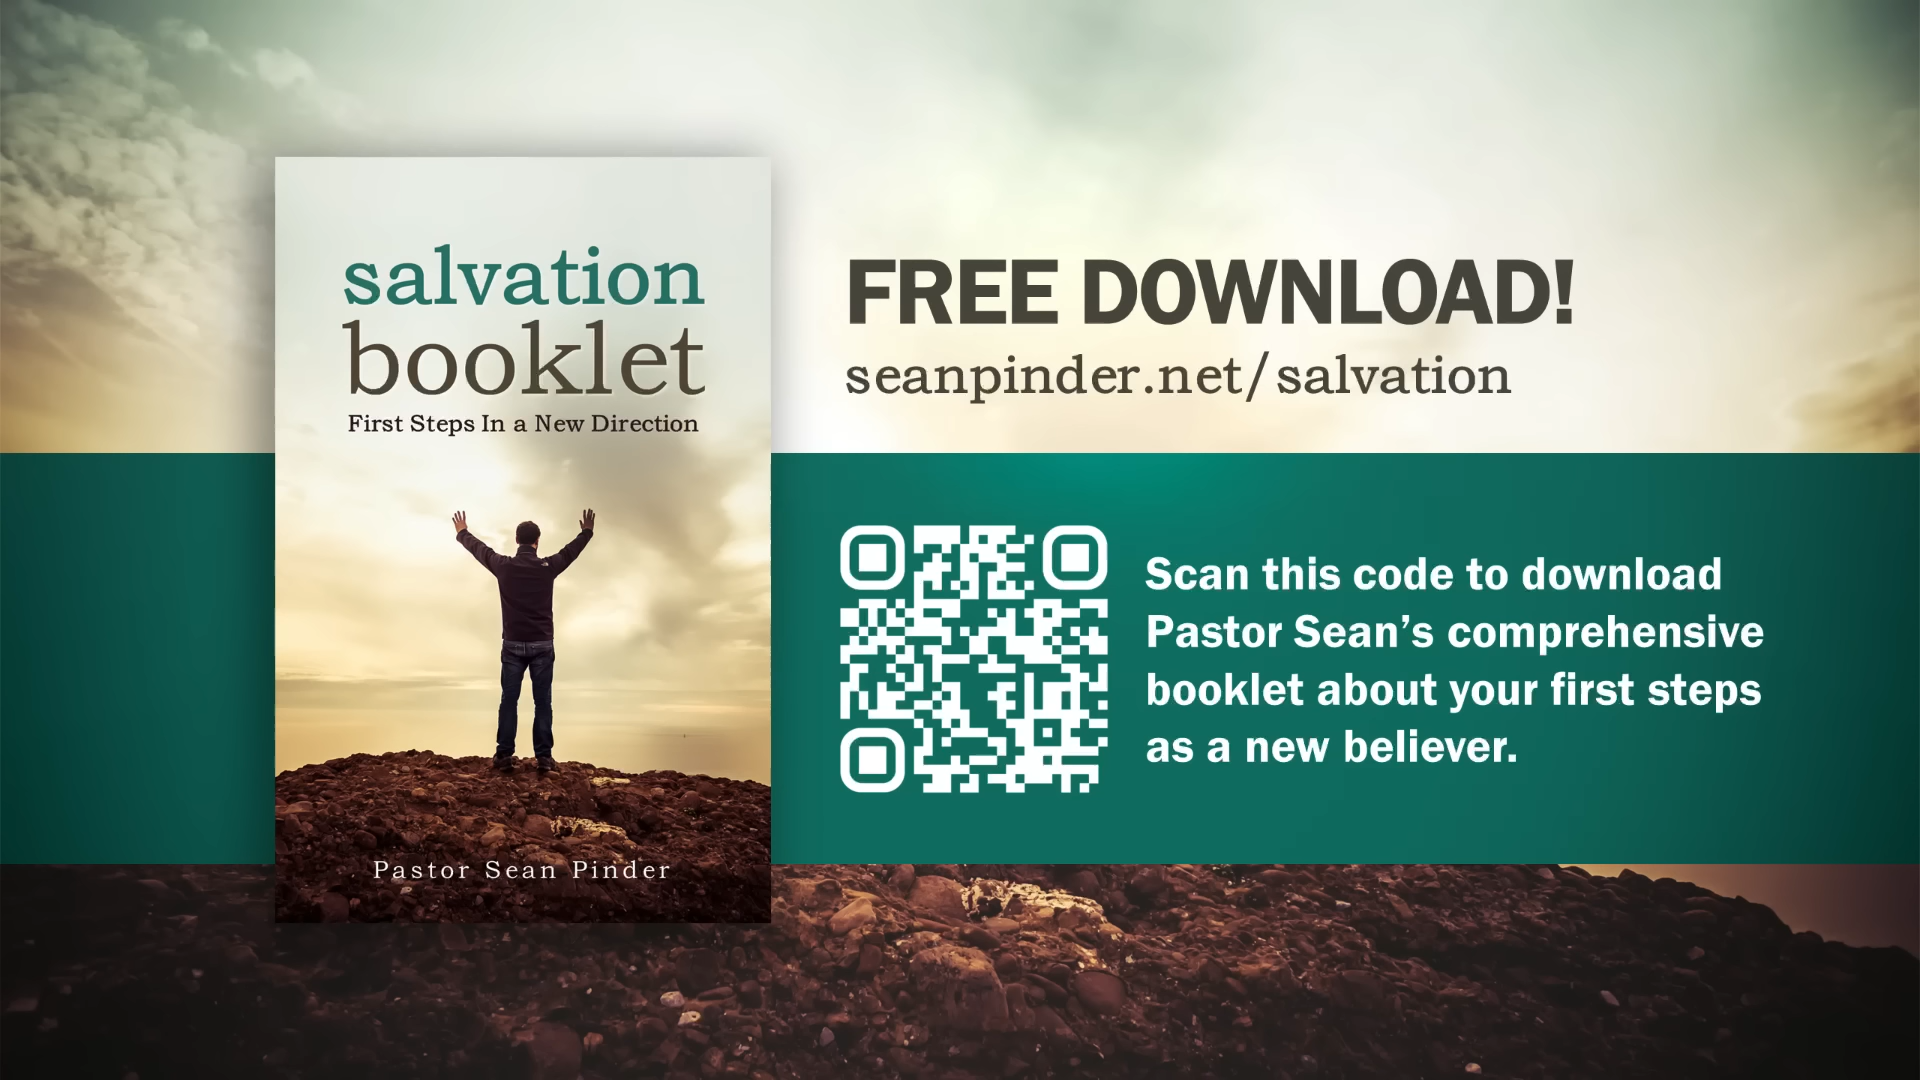 salvation
booklet
First Steps In a New Direction
Pastor Sean Pinder
FREE DOWNLOAD!
seanpinder.net/salvation
Scan this code to download
Pastor Sean’s comprehensive
booklet about your first steps
as a new believer.